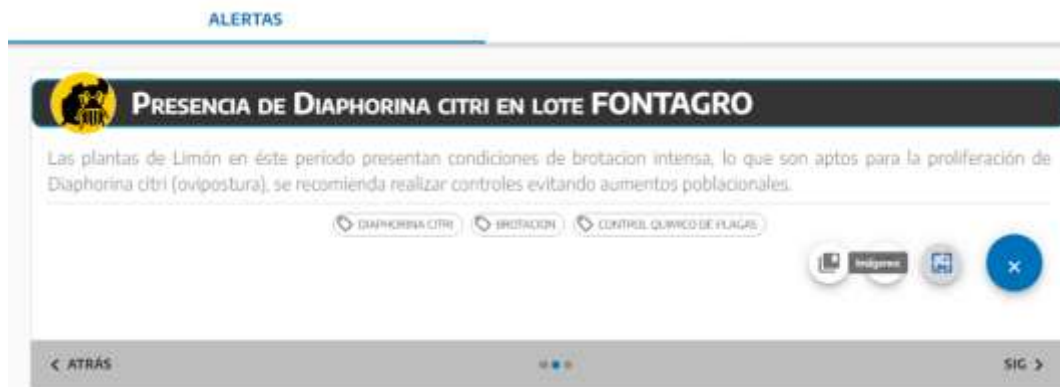 ALERTAS
PRESENCIA DE DIAPHORINA CITRI EN LOTE FONTAGRO
Las plantas de Limón en éste periodo presentan condiciones de brotacion intensa, lo que son aptos para la proliferación de
Diaphorina citri (ovipostura), se recomienda realizar controles evitando aumentos poblacionales.
DIAPHORINA CITRI BROTACION CONTROL QUIMICO DE PLAGAS
Imágenes
ATRÁS SIG